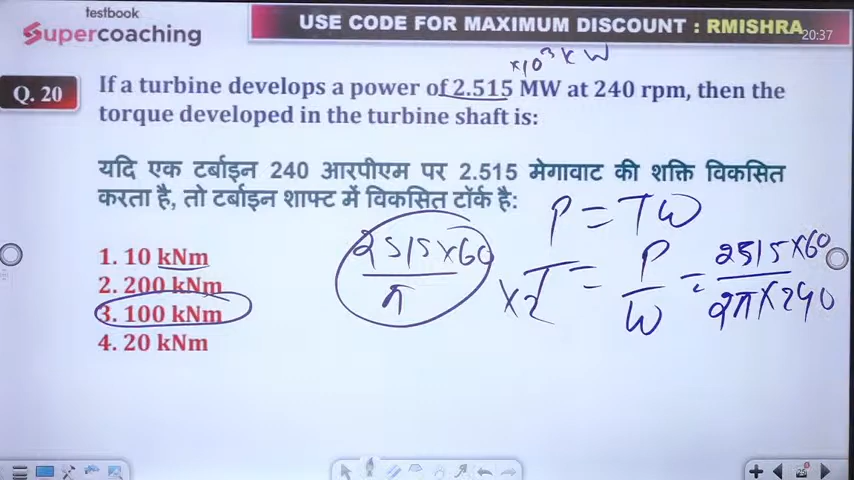 testbook
Supercoaching
USE CODE FOR MAXIMUM DISCOUNT : RMISHRA
20:37
×10³ KW
Q. 20
If a turbine develops a power of 2.515 MW at 240 rpm, then the
torque developed in the turbine shaft is:
यदि एक टर्बाइन 240 आरपीएम पर 2.515 मेगावाट की शक्ति विकसित
करता है, तो टर्बाइन शाफ्ट में विकसित टॉर्क है:
P = TW
1. 10 kNm
2. 200 kNm
3. 100 kNm
4. 20 kNm
2515×60
π
T = P/W = 2515×60/2π×240